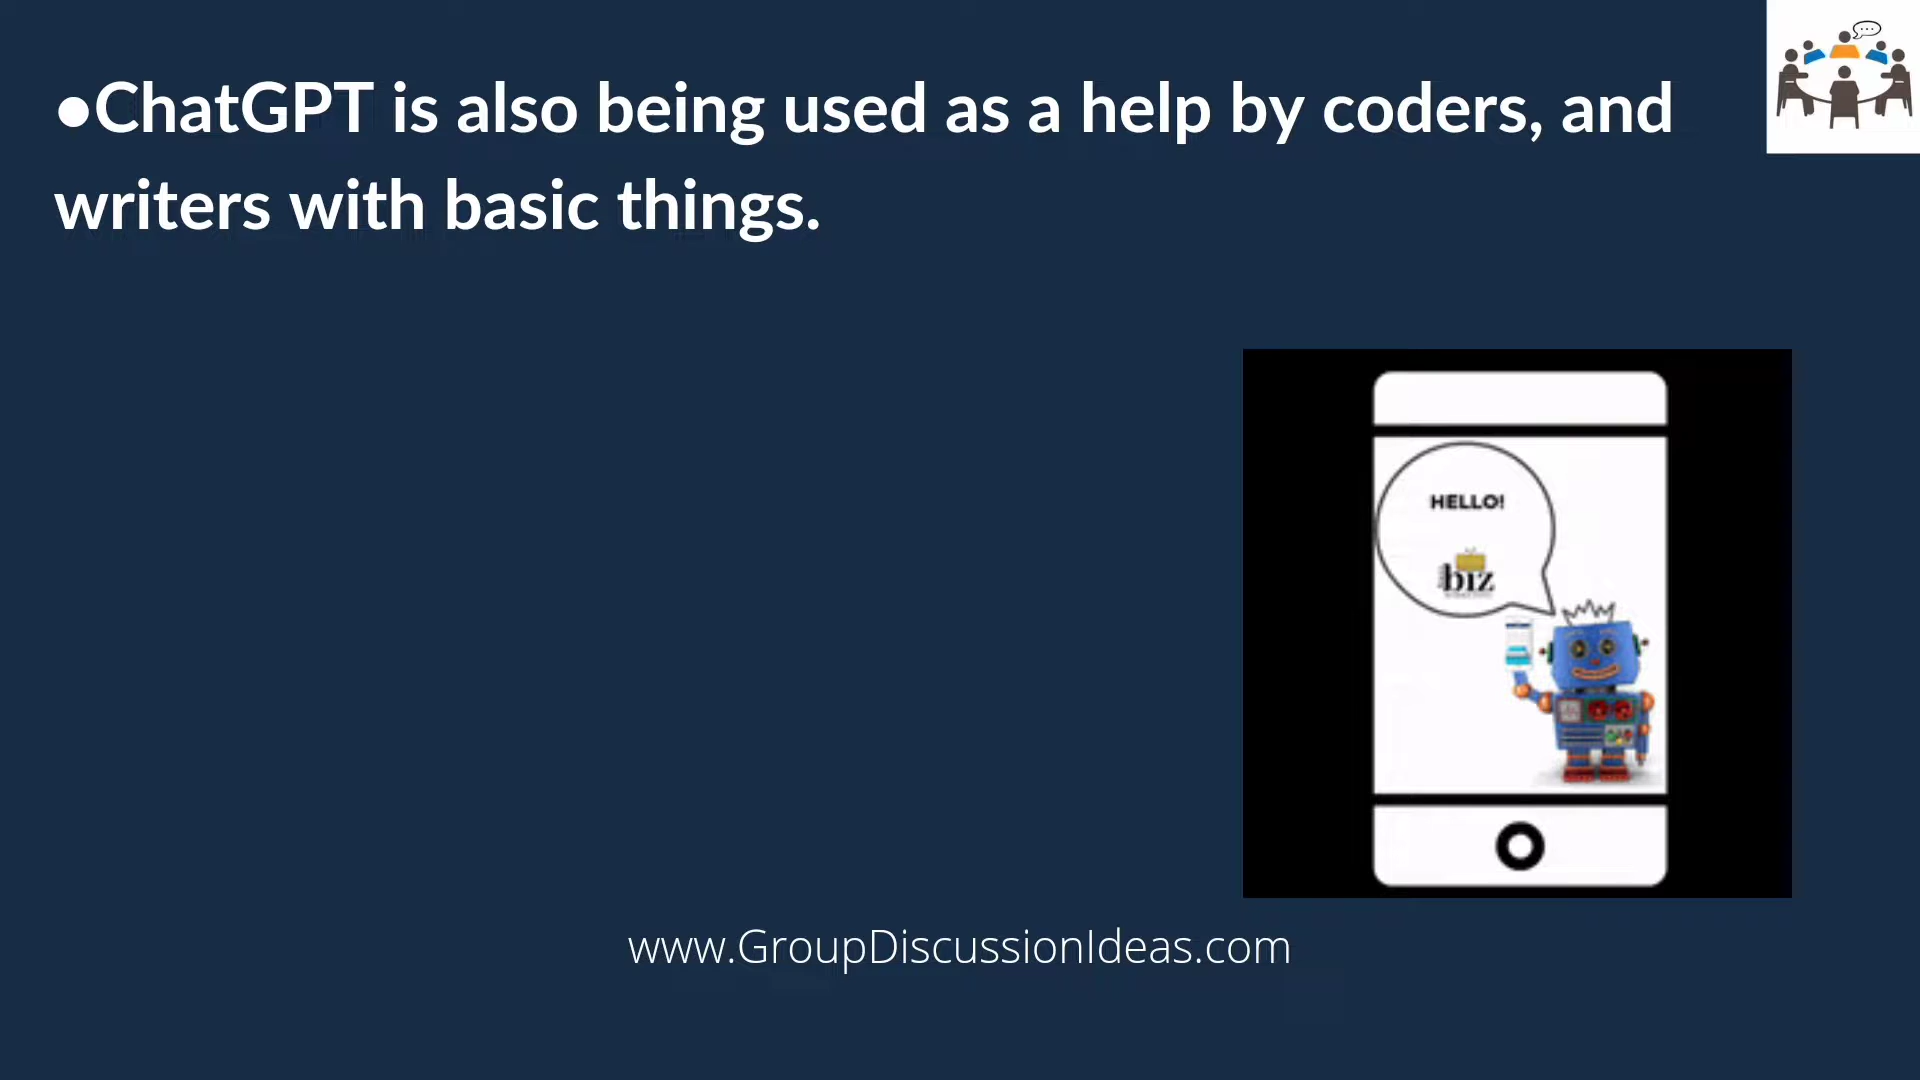 ●ChatGPT is also being used as a help by coders, and
writers with basic things.
HELLO!
biz
www.GroupDiscussionIdeas.com